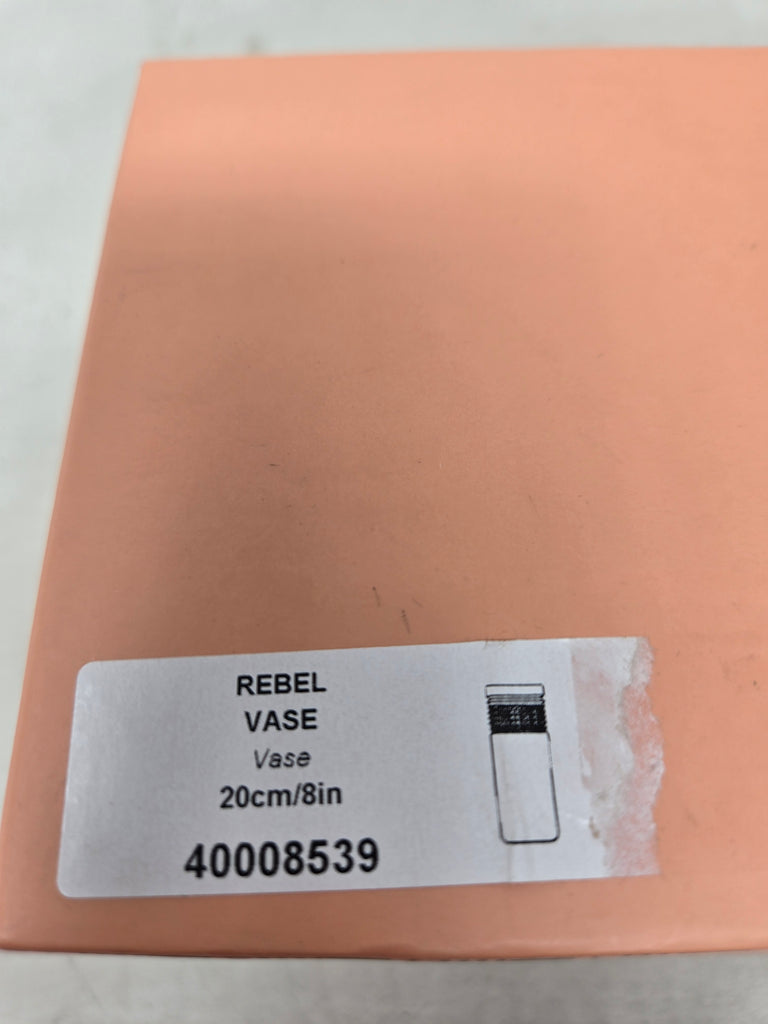 REBEL
VASE
Vase
20cm/8in
40008539